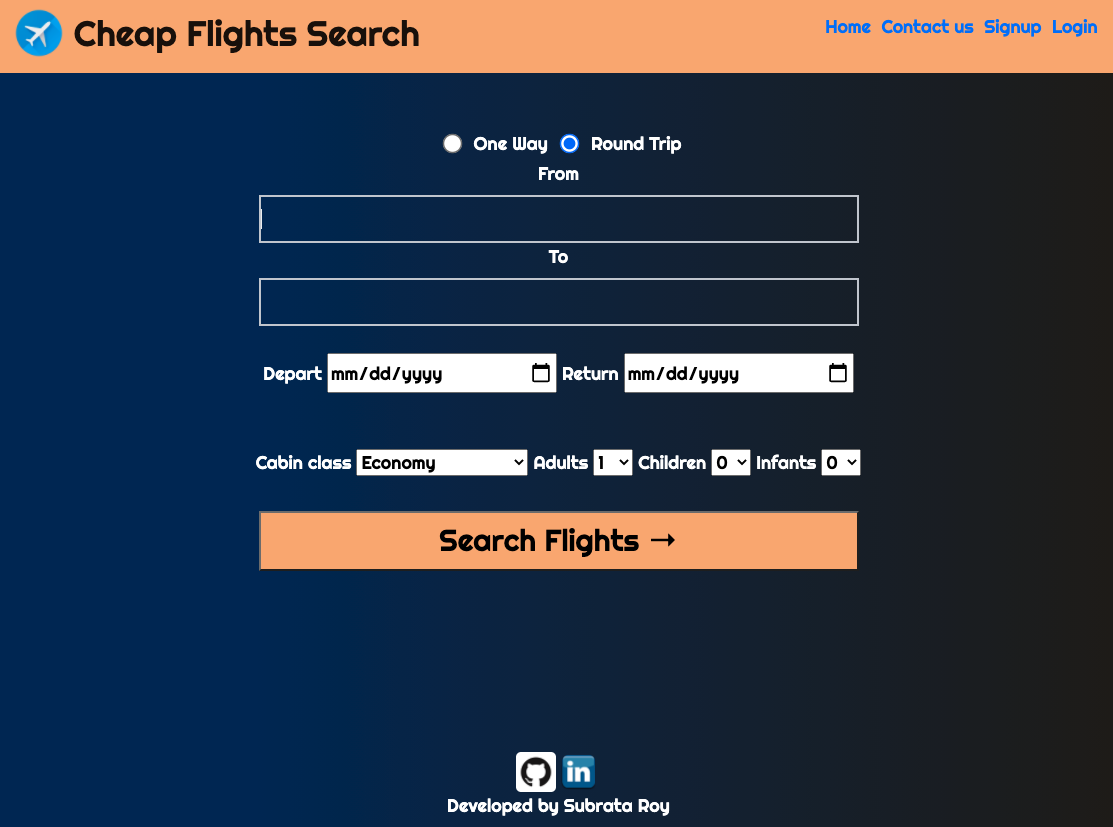 Cheap Flights Search
Home Contact us Signup Login
One Way Round Trip
From
To
Depart mm/dd/yyyy Return mm/dd/yyyy
Cabin class Economy Adults 1 Children 0 Infants 0
Search Flights →
in
Developed by Subrata Roy